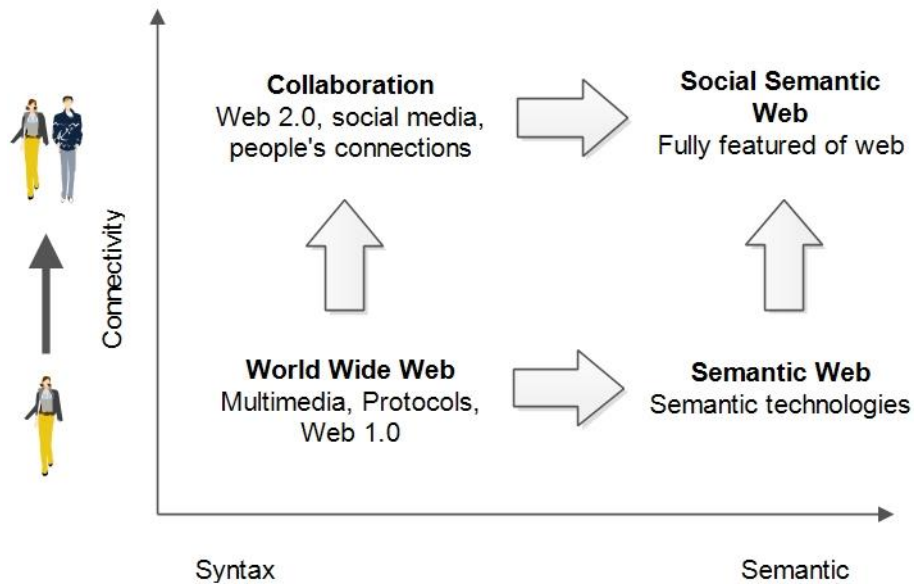 Collaboration
Web 2.0, social media,
people's connections
Social Semantic
Web
Fully featured of web
Connectivity
World Wide Web
Multimedia, Protocols,
Web 1.0
Semantic Web
Semantic technologies
Syntax
Semantic